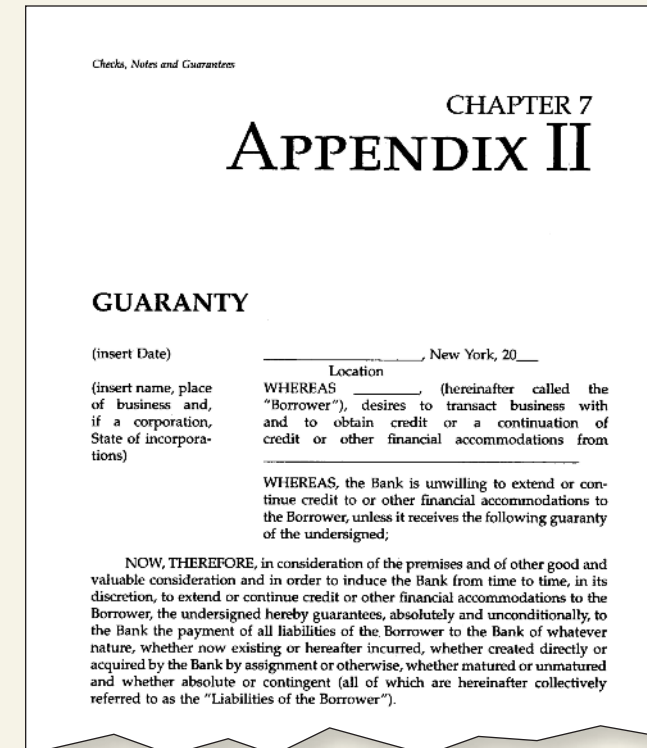 Checks, Notes and Guarantees
CHAPTER 7
APPENDIX II
GUARANTY
(insert Date)
____________________, New York, 20___
Location
(insert name, place
of business and,
if a corporation,
State of incorpora-
tions)
WHEREAS ________, (hereinafter called the
"Borrower"), desires to transact business with
and to obtain credit or a continuation of
credit or other financial accommodations from
________________________________________
WHEREAS, the Bank is unwilling to extend or con-
tinue credit to or other financial accommodations to
the Borrower, unless it receives the following guaranty
of the undersigned;
NOW, THEREFORE, in consideration of the premises and of other good and
valuable consideration and in order to induce the Bank from time to time, in its
discretion, to extend or continue credit or other financial accommodations to the
Borrower, the undersigned hereby guarantees, absolutely and unconditionally, to
the Bank the payment of all liabilities of the Borrower to the Bank of whatever
nature, whether now existing or hereafter incurred, whether created directly or
acquired by the Bank by assignment or otherwise, whether matured or unmatured
and whether absolute or contingent (all of which are hereinafter collectively
referred to as the "Liabilities of the Borrower").